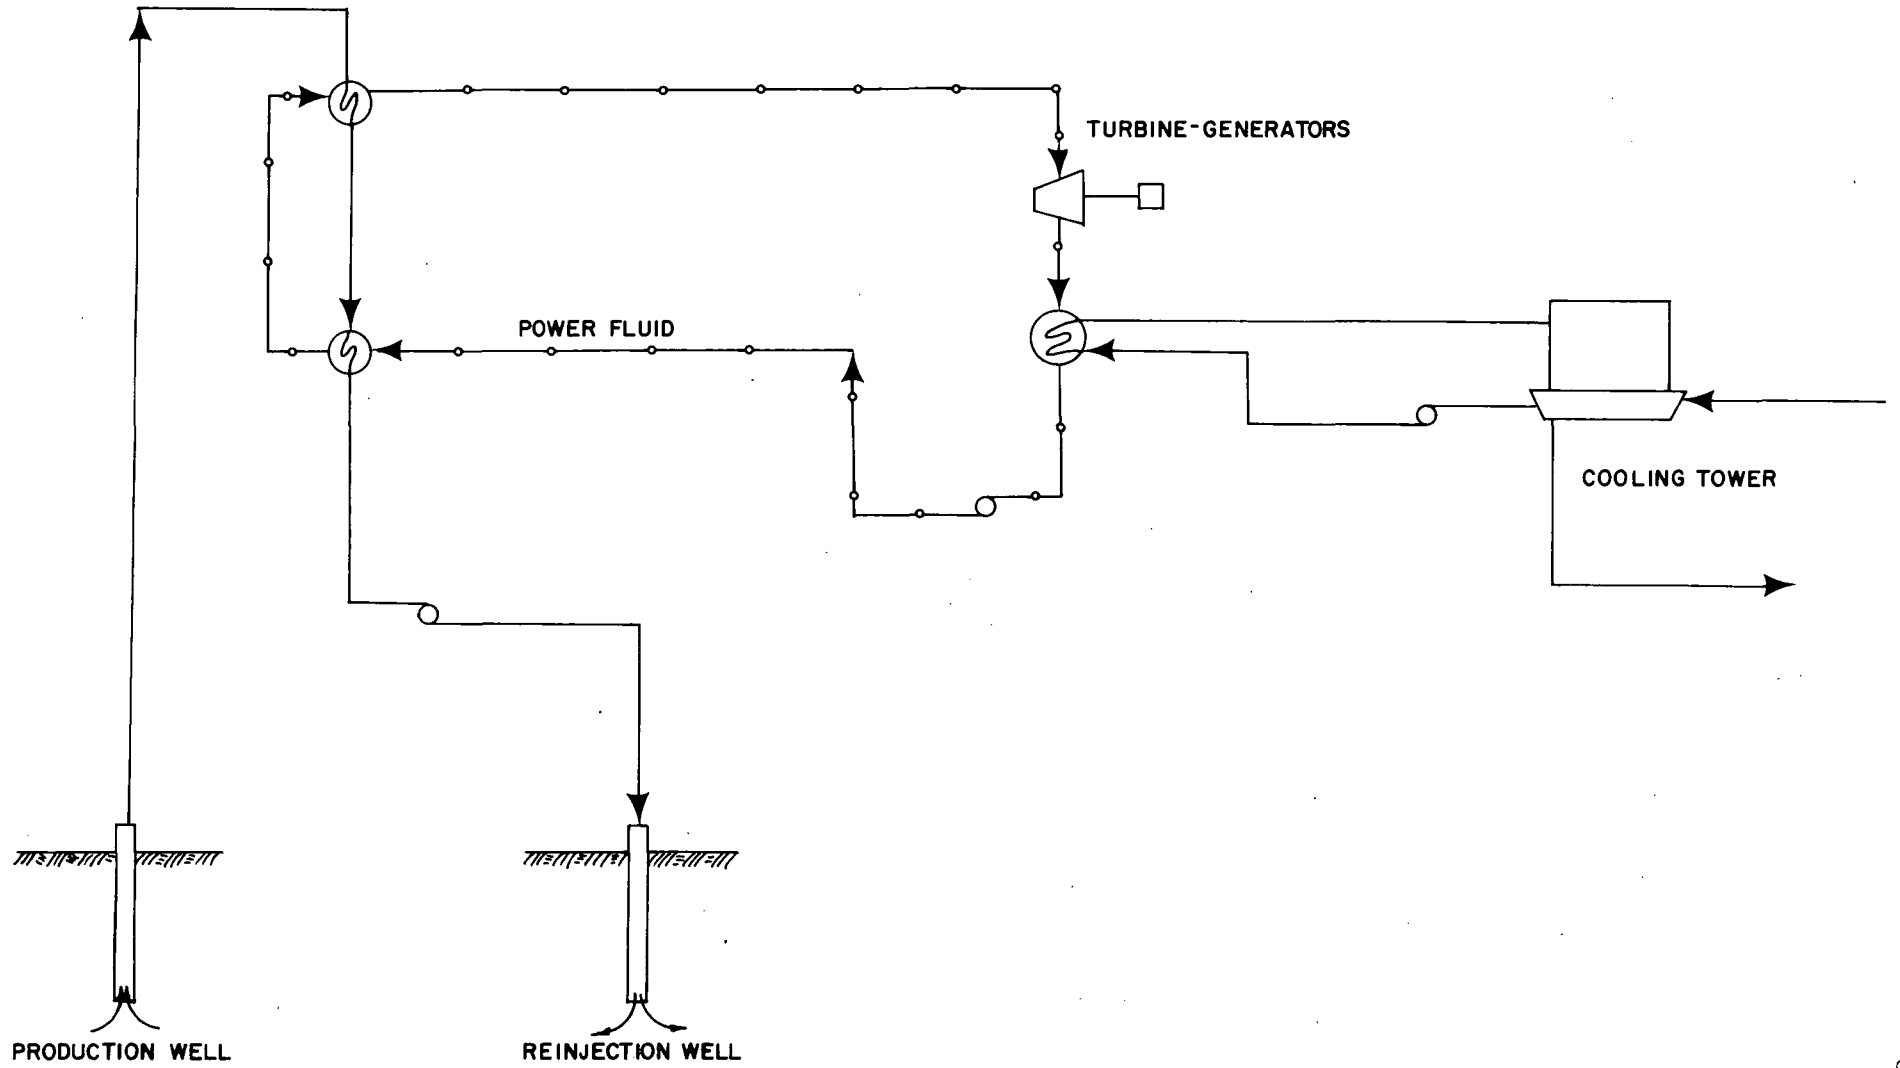 TURBINE-GENERATORS
POWER FLUID
COOLING TOWER
PRODUCTION WELL
REINJECTION WELL